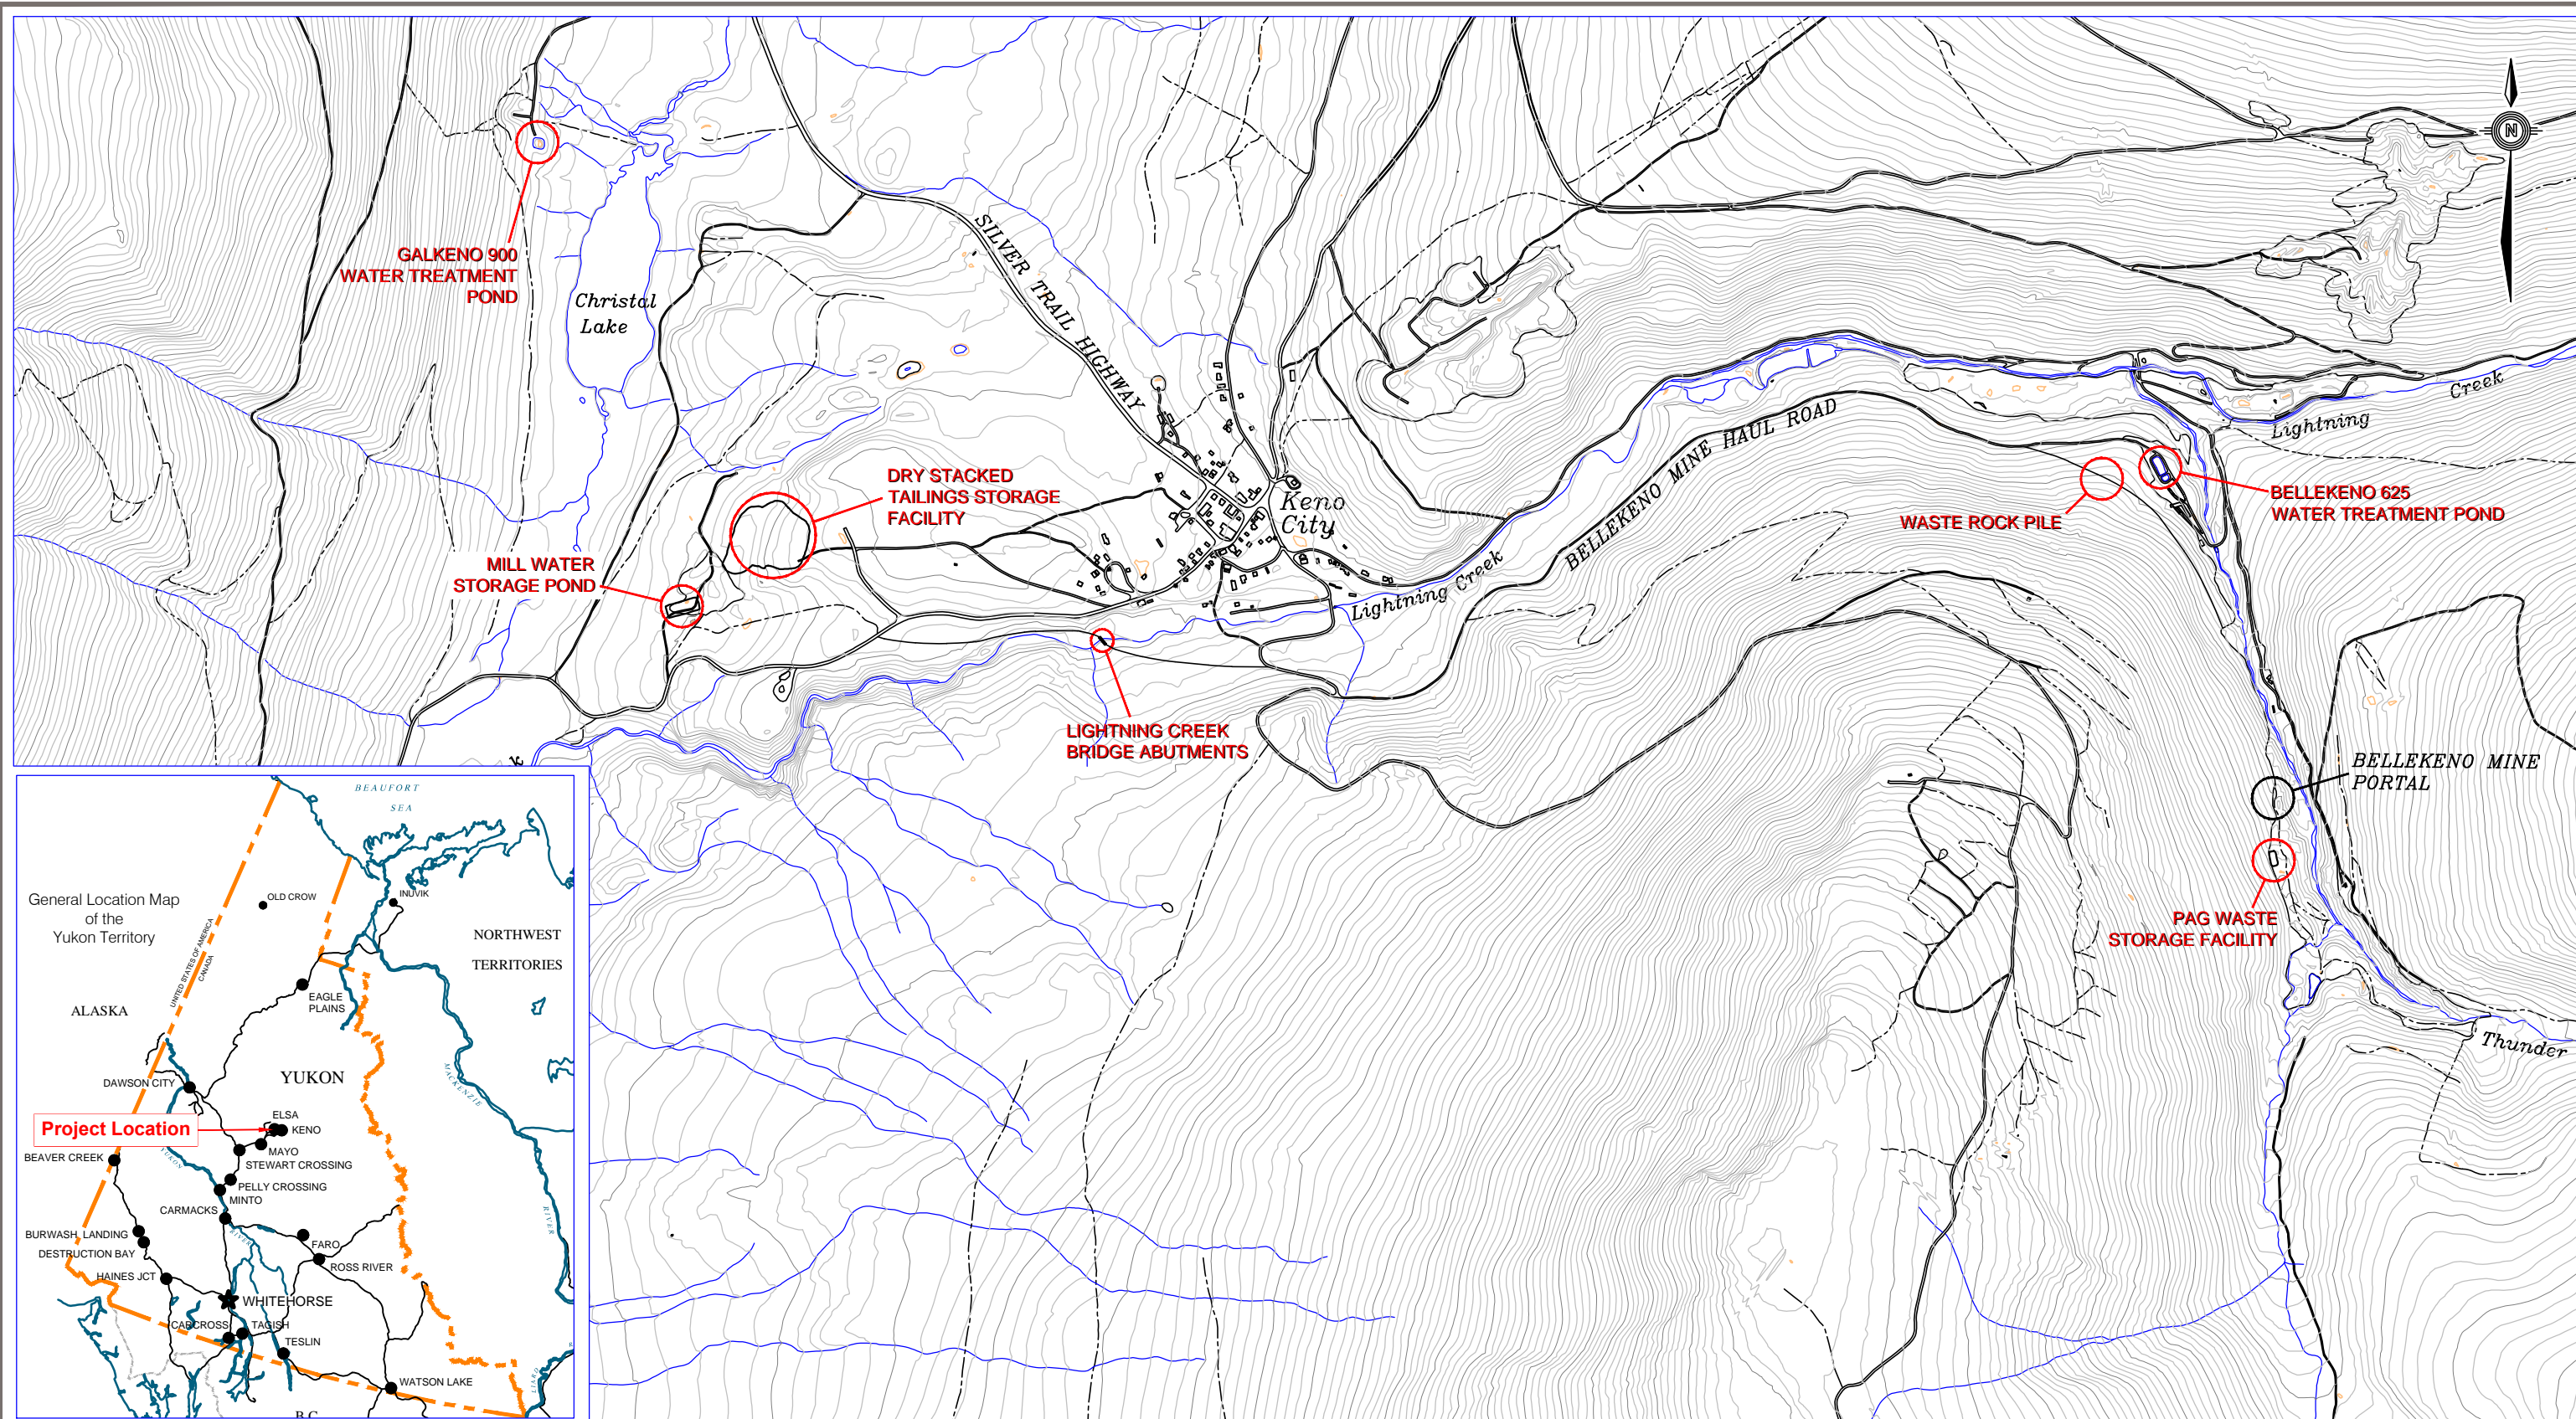 GALKENO 900
WATER TREATMENT
POND
Christal
Lake
SILVER TRAIL HIGHWAY
DRY STACKED
TAILINGS STORAGE
FACILITY
MILL WATER
STORAGE POND
Keno
City
Lightning Creek
LIGHTNING CREEK
BRIDGE ABUTMENTS
BELLEKENO MINE HAUL ROAD
Lightning
Creek
N
WASTE ROCK PILE
BELLEKENO 625
WATER TREATMENT POND
BELLEKENO MINE
PORTAL
PAG WASTE
STORAGE FACILITY
Thunder
k
General Location Map
of the
Yukon Territory
BEAUFORT
SEA
INUVIK
OLD CROW
UNITED STATES OF AMERICA
CANADA
NORTHWEST
TERRITORIES
ALASKA
EAGLE
PLAINS
YUKON
MACKENZIE
RIVER
DAWSON CITY
Project Location
ELSA
KENO
MAYO
BEAVER CREEK
YUKON
STEWART CROSSING
PELLY CROSSING
MINTO
CARMACKS
RIVER
BURWASH LANDING
DESTRUCTION BAY
FARO
ROSS RIVER
HAINES JCT
WHITEHORSE
CARCROSS
TAGISH
TESLIN
WATSON LAKE
LIARD
B.C.